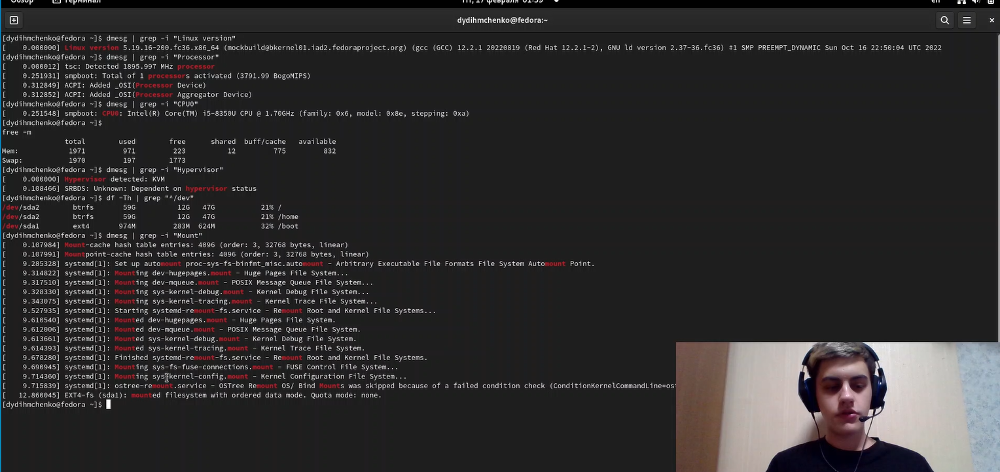 Обзор Терминал Пт, 17 февраля 01:39 en
dydihmchenko@fedora:~
[dydihmchenko@fedora ~]$ dmesg | grep -i "Linux version"
[    0.000000] Linux version 5.19.16-200.fc36.x86_64 (mockbuild@bkernel01.iad2.fedoraproject.org) (gcc (GCC) 12.2.1 20220819 (Red Hat 12.2.1-2), GNU ld version 2.37-36.fc36) #1 SMP PREEMPT_DYNAMIC Sun Oct 16 22:50:04 UTC 2022
[dydihmchenko@fedora ~]$ dmesg | grep -i "Processor"
[    0.000012] tsc: Detected 1895.997 MHz processor
[    0.251931] smpboot: Total of 1 processors activated (3791.99 BogoMIPS)
[    0.312849] ACPI: Added _OSI(Processor Device)
[    0.312852] ACPI: Added _OSI(Processor Aggregator Device)
[dydihmchenko@fedora ~]$ dmesg | grep -i "CPU0"
[    0.251548] smpboot: CPU0: Intel(R) Core(TM) i5-8350U CPU @ 1.70GHz (family: 0x6, model: 0x8e, stepping: 0xa)
[dydihmchenko@fedora ~]$
free -m
total used free shared buff/cache available
Mem: 1971 971 223 12 775 832
Swap: 1970 197 1773
[dydihmchenko@fedora ~]$ dmesg | grep -i "Hypervisor"
[    0.000000] Hypervisor detected: KVM
[    0.108466] SRBDS: Unknown: Dependent on hypervisor status
[dydihmchenko@fedora ~]$ df -Th | grep "^/dev"
/dev/sda2 btrfs 59G 12G 47G 21% /
/dev/sda2 btrfs 59G 12G 47G 21% /home
/dev/sda1 ext4 974M 283M 624M 32% /boot
[dydihmchenko@fedora ~]$ dmesg | grep -i "Mount"
[    0.107984] Mount-cache hash table entries: 4096 (order: 3, 32768 bytes, linear)
[    0.107991] Mountpoint-cache hash table entries: 4096 (order: 3, 32768 bytes, linear)
[    9.285328] systemd[1]: Set up automount proc-sys-fs-binfmt_misc.automount - Arbitrary Executable File Formats File System Automount Point.
[    9.314822] systemd[1]: Mounting dev-hugepages.mount - Huge Pages File System...
[    9.317510] systemd[1]: Mounting dev-mqueue.mount - POSIX Message Queue File System...
[    9.328330] systemd[1]: Mounting sys-kernel-debug.mount - Kernel Debug File System...
[    9.343075] systemd[1]: Mounting sys-kernel-tracing.mount - Kernel Trace File System...
[    9.527935] systemd[1]: Starting systemd-remount-fs.service - Remount Root and Kernel File Systems...
[    9.610540] systemd[1]: Mounted dev-hugepages.mount - Huge Pages File System.
[    9.612006] systemd[1]: Mounted dev-mqueue.mount - POSIX Message Queue File System.
[    9.613661] systemd[1]: Mounted sys-kernel-debug.mount - Kernel Debug File System.
[    9.614393] systemd[1]: Mounted sys-kernel-tracing.mount - Kernel Trace File System.
[    9.678280] systemd[1]: Finished systemd-remount-fs.service - Remount Root and Kernel File Systems.
[    9.690945] systemd[1]: Mounting sys-fs-fuse-connections.mount - FUSE Control File System...
[    9.714360] systemd[1]: Mounting sys-kernel-config.mount - Kernel Configuration File System...
[    9.715839] systemd[1]: ostree-remount.service - OSTree Remount OS/ Bind Mounts was skipped because of a failed condition check (ConditionKernelCommandLine=ost
[   12.860045] EXT4-fs (sda1): mounted filesystem with ordered data mode. Quota mode: none.
[dydihmchenko@fedora ~]$